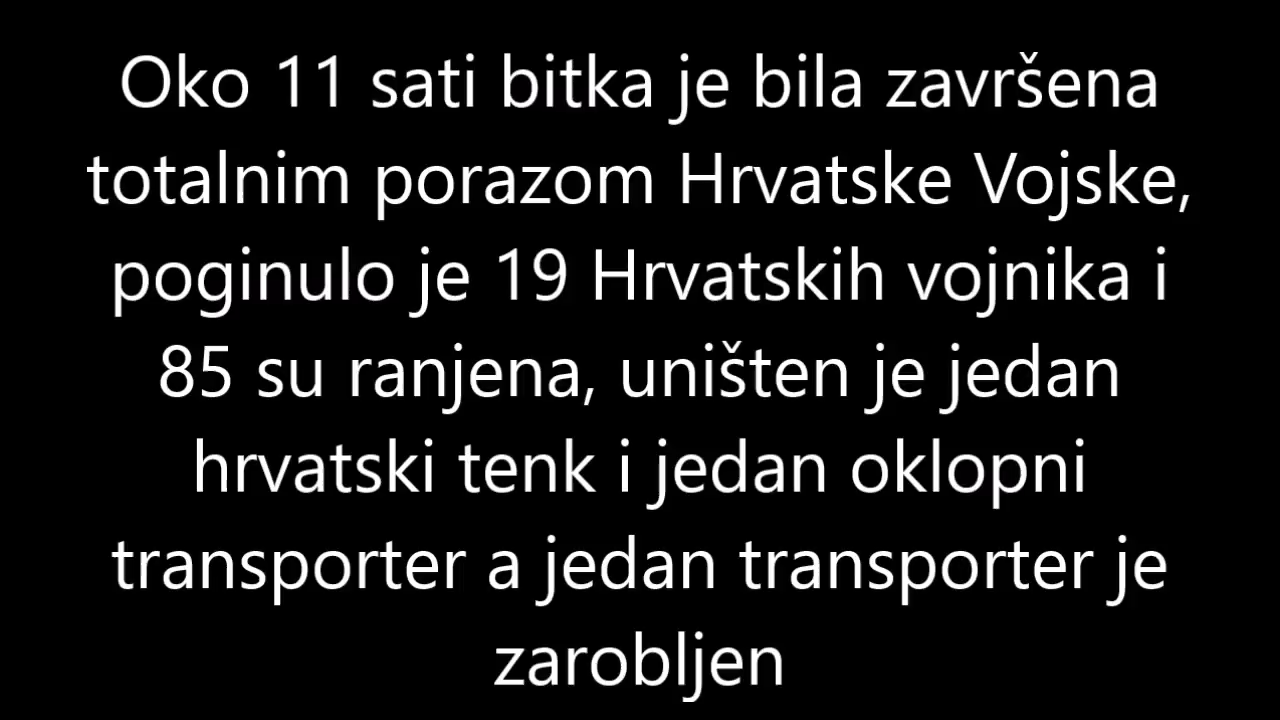 Oko 11 sati bitka je bila završena
totalnim porazom Hrvatske Vojske,
poginulo je 19 Hrvatskih vojnika i
85 su ranjena, uništen je jedan
hrvatski tenk i jedan oklopni
transporter a jedan transporter je
zarobljen